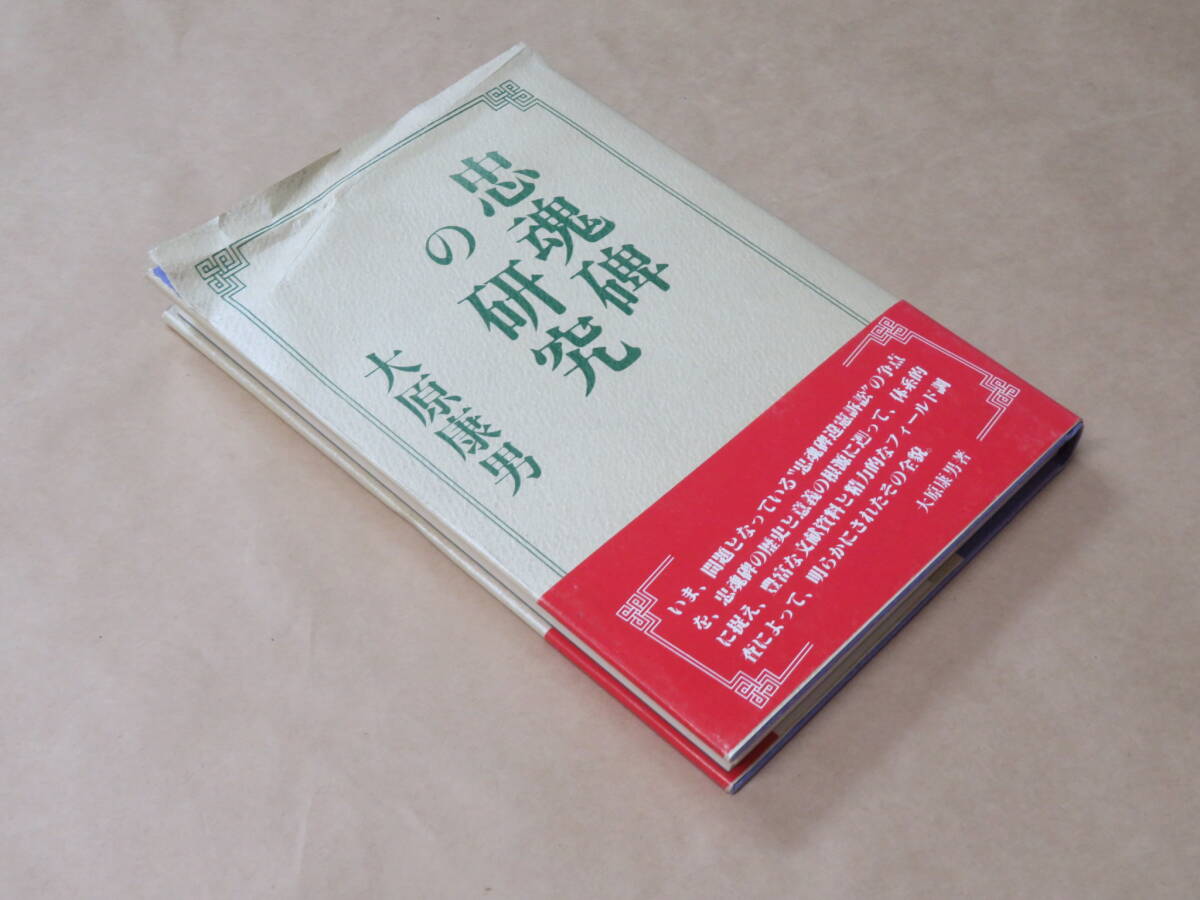 忠魂碑
の研究
大原康男
いま、問題となっている〝忠魂碑違憲訴訟〟の争点
を、忠魂碑の歴史と意義の根源に遡って、体系的
に捉え、豊富な文献資料と精力的なフィールド調
査によって、明らかにされたその全貌。
大原康男著